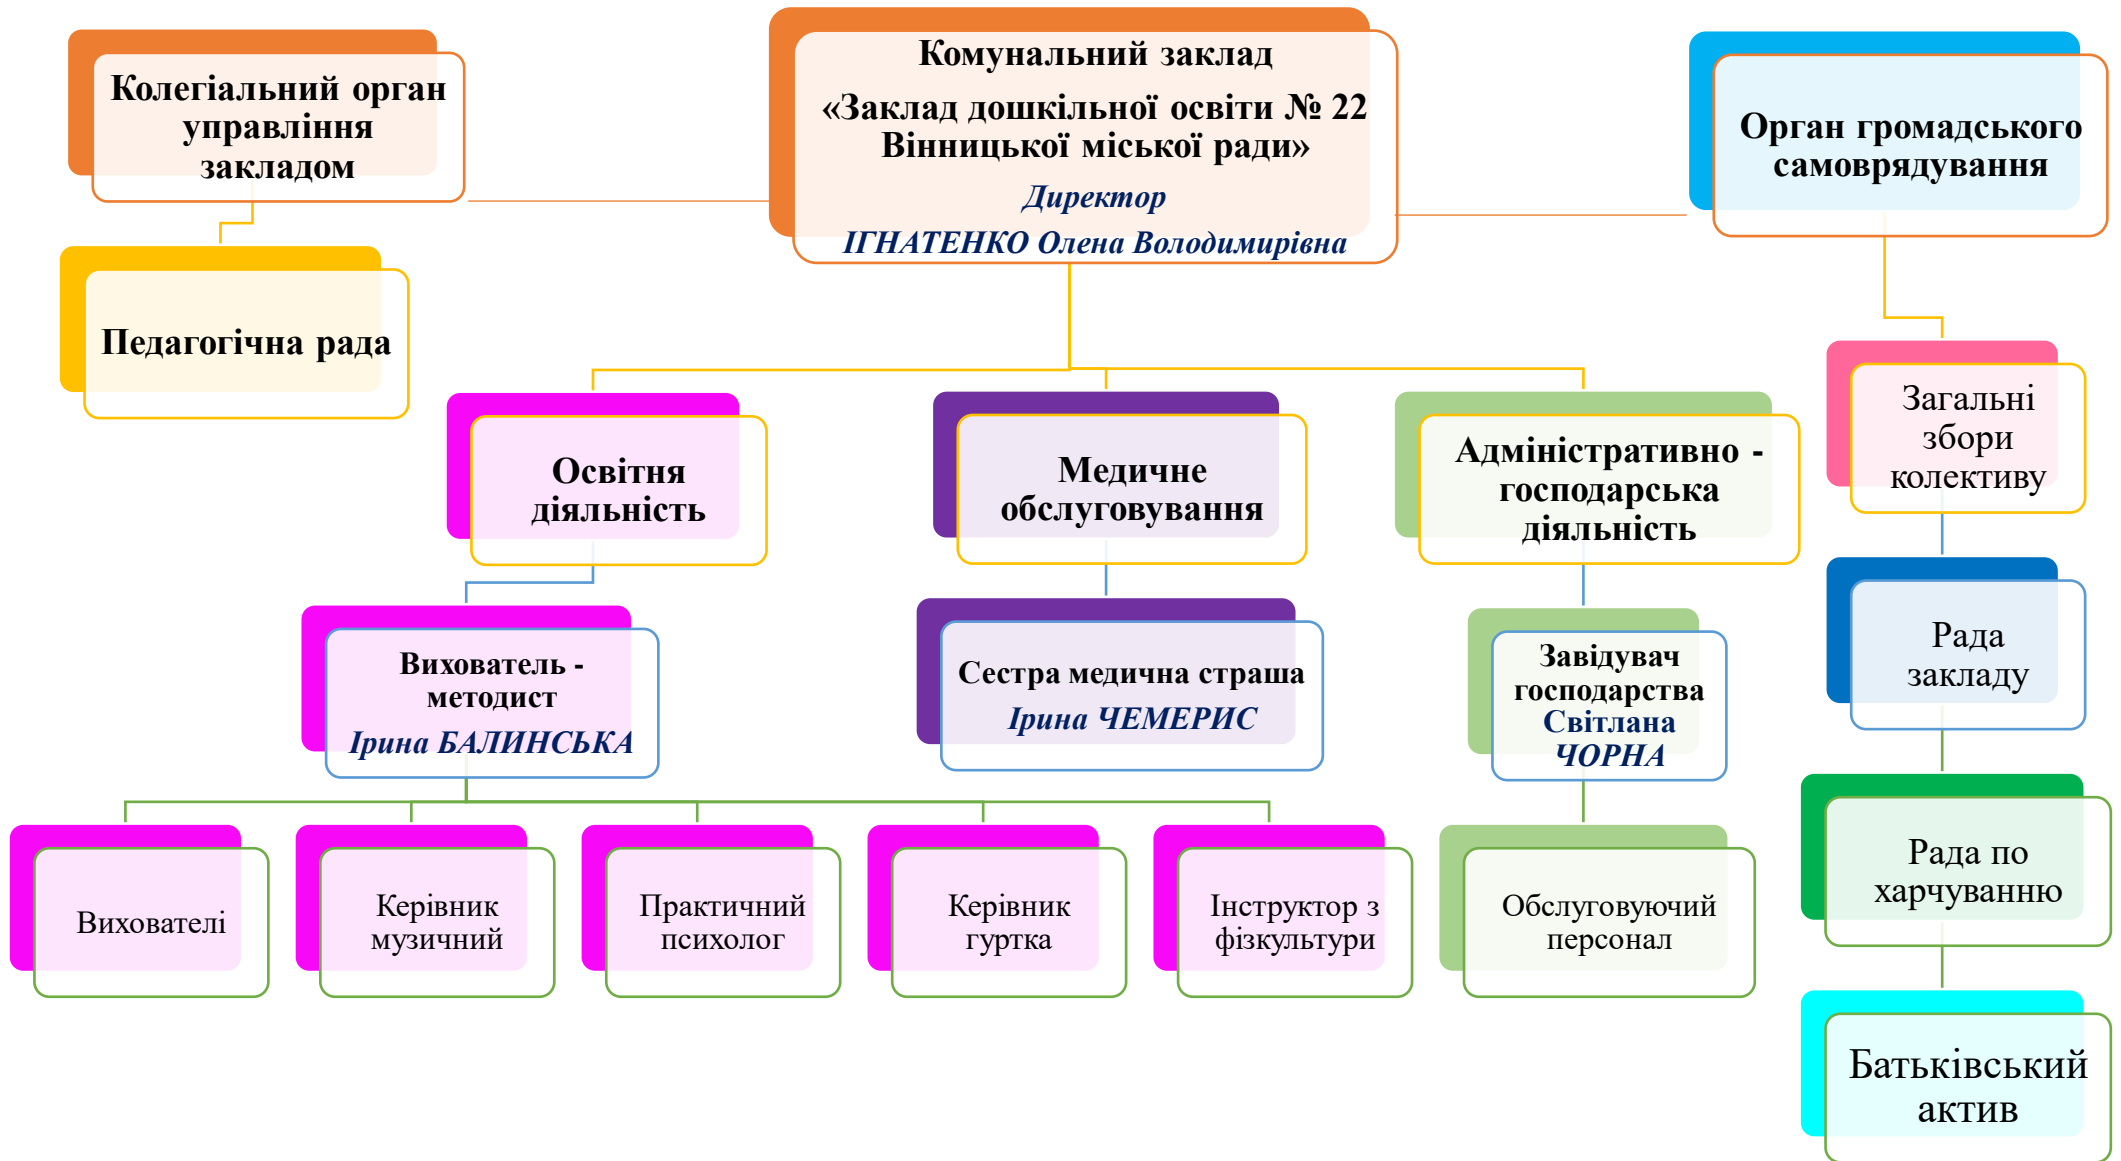 Колегіальний орган
управління
закладом
Комунальний заклад
«Заклад дошкільної освіти № 22
Вінницької міської ради»
Директор
ІГНАТЕНКО Олена Володимирівна
Орган громадського
самоврядування
Педагогічна рада
Освітня
діяльність
Медичне
обслуговування
Адміністративно -
господарська
діяльність
Загальні
збори
колективу
Вихователь -
методист
Ірина БАЛИНСЬКА
Сестра медична страша
Ірина ЧЕМЕРИС
Завідувач
господарства
Світлана
ЧОРНА
Рада
закладу
Вихователі
Керівник
музичний
Практичний
психолог
Керівник
гуртка
Інструктор з
фізкультури
Обслуговуючий
персонал
Рада по
харчуванню
Батьківський
актив